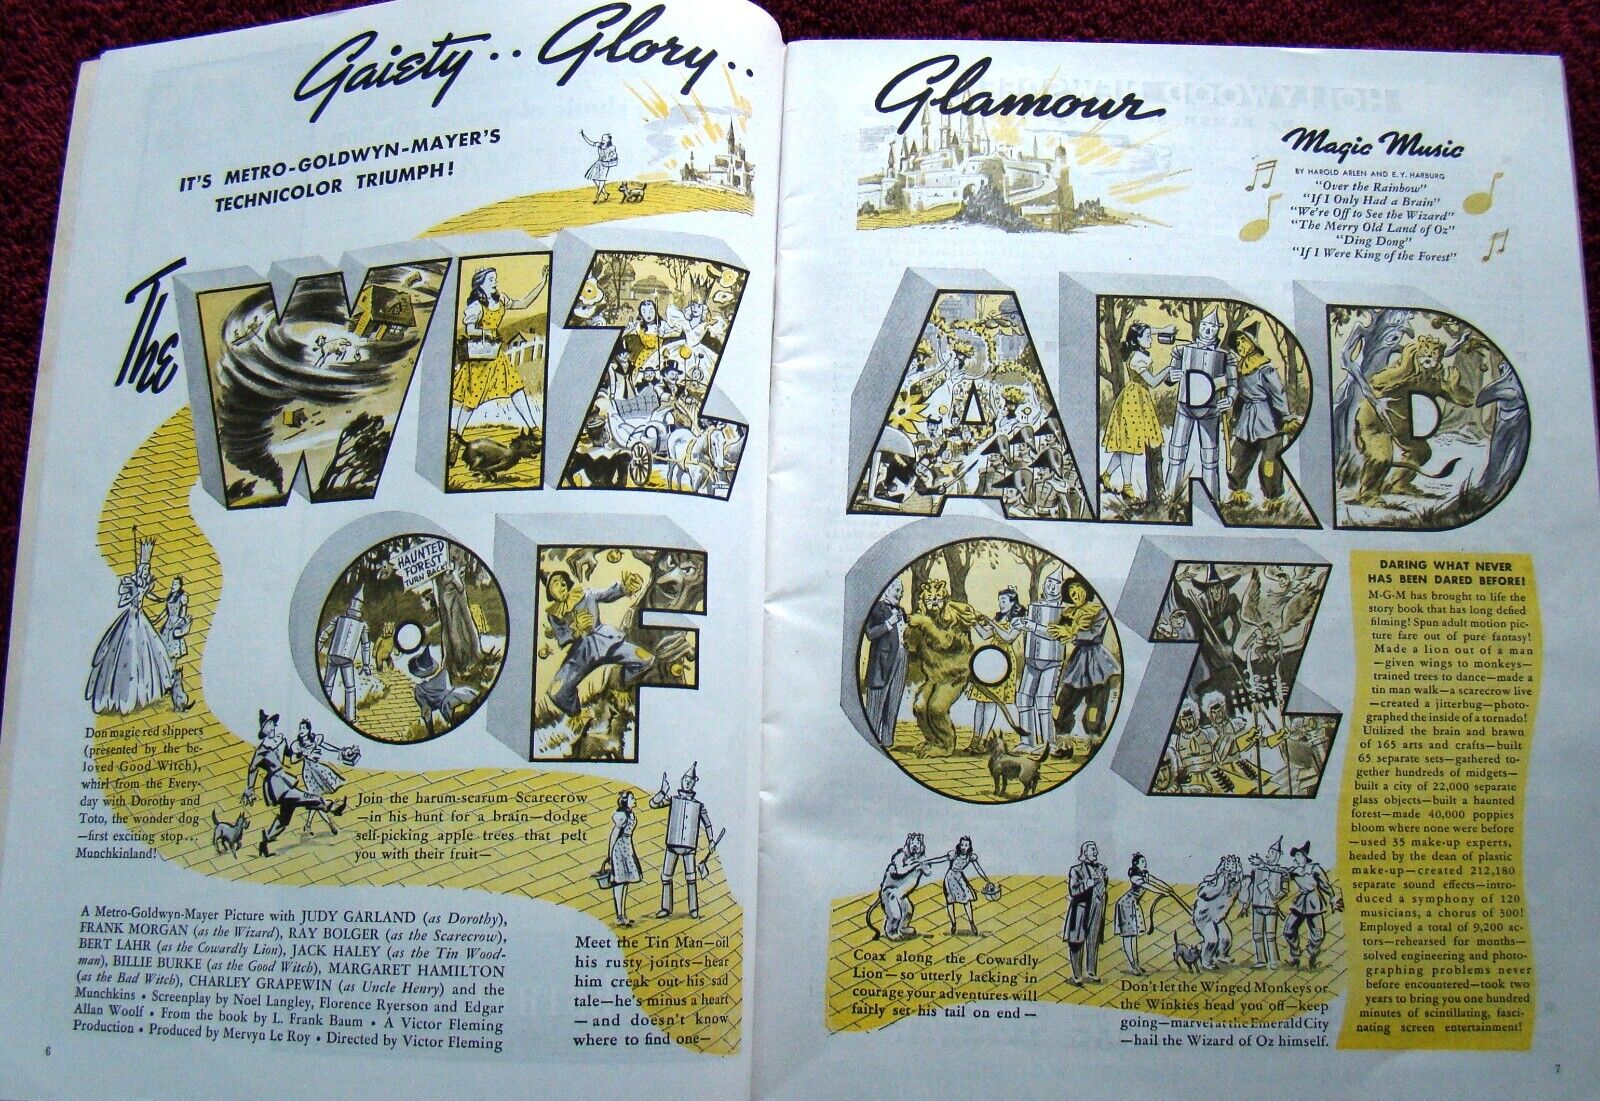 Gaiety.. Glory..
IT'S METRO-GOLDWYN-MAYER'S
TECHNICOLOR TRIUMPH!
The WIZ
OF
HAUNTED
FOREST
TURN BACK!
Don magic red slippers
(presented by the be-
loved Good Witch),
whirl from the Every-
day with Dorothy and
Toto, the wonder dog
—first exciting stop...
Munchkinland!
Join the harum-scarum Scarecrow
—in his hunt for a brain—dodge
self-picking apple trees that pelt
you with their fruit—
A Metro-Goldwyn-Mayer Picture with JUDY GARLAND (as Dorothy),
FRANK MORGAN (as the Wizard), RAY BOLGER (as the Scarecrow),
BERT LAHR (as the Cowardly Lion), JACK HALEY (as the Tin Wood-
man), BILLIE BURKE (as the Good Witch), MARGARET HAMILTON
(as the Bad Witch), CHARLEY GRAPEWIN (as Uncle Henry) and the
Munchkins • Screenplay by Noel Langley, Florence Ryerson and Edgar
Allan Woolf • From the book by L. Frank Baum • A Victor Fleming
Production • Produced by Mervyn Le Roy • Directed by Victor Fleming
Meet the Tin Man—oil
his rusty joints—hear
him creak out his sad
tale—he's minus a heart
—and doesn't know
where to find one—
6
Glamour
Magic Music
BY HAROLD ARLEN AND E. Y. HARBURG
"Over the Rainbow"
"If I Only Had a Brain"
"We're Off to See the Wizard"
"The Merry Old Land of Oz"
"Ding Dong"
"If I Were King of the Forest"
ARD
OZ
Coax along the Cowardly
Lion—so utterly lacking in
courage your adventures will
fairly set his tail on end—
Don't let the Winged Monkeys or
the Winkies head you off—keep
going—marvel at the Emerald City
—hail the Wizard of Oz himself.
DARING WHAT NEVER
HAS BEEN DARED BEFORE!
M-G-M has brought to life the
story book that has long defied
filming! Spun adult motion pic-
ture fare out of pure fantasy!
Made a lion out of a man
—given wings to monkeys—
trained trees to dance—made a
tin man walk—a scarecrow live
—created a jitterbug—photo-
graphed the inside of a tornado!
Utilized the brain and brawn
of 165 arts and crafts—built
65 separate sets—gathered to-
gether hundreds of midgets—
built a city of 22,000 separate
glass objects—built a haunted
forest—made 40,000 poppies
bloom where none were before
—used 35 make-up experts,
headed by the dean of plastic
make-up—created 212,180
separate sound effects—intro-
duced a symphony of 120
musicians, a chorus of 300!
Employed a total of 9,200 ac-
tors—rehearsed for months—
solved engineering and photo-
graphing problems never
before encountered—took two
years to bring you one hundred
minutes of scintillating, fasci-
nating screen entertainment!
7